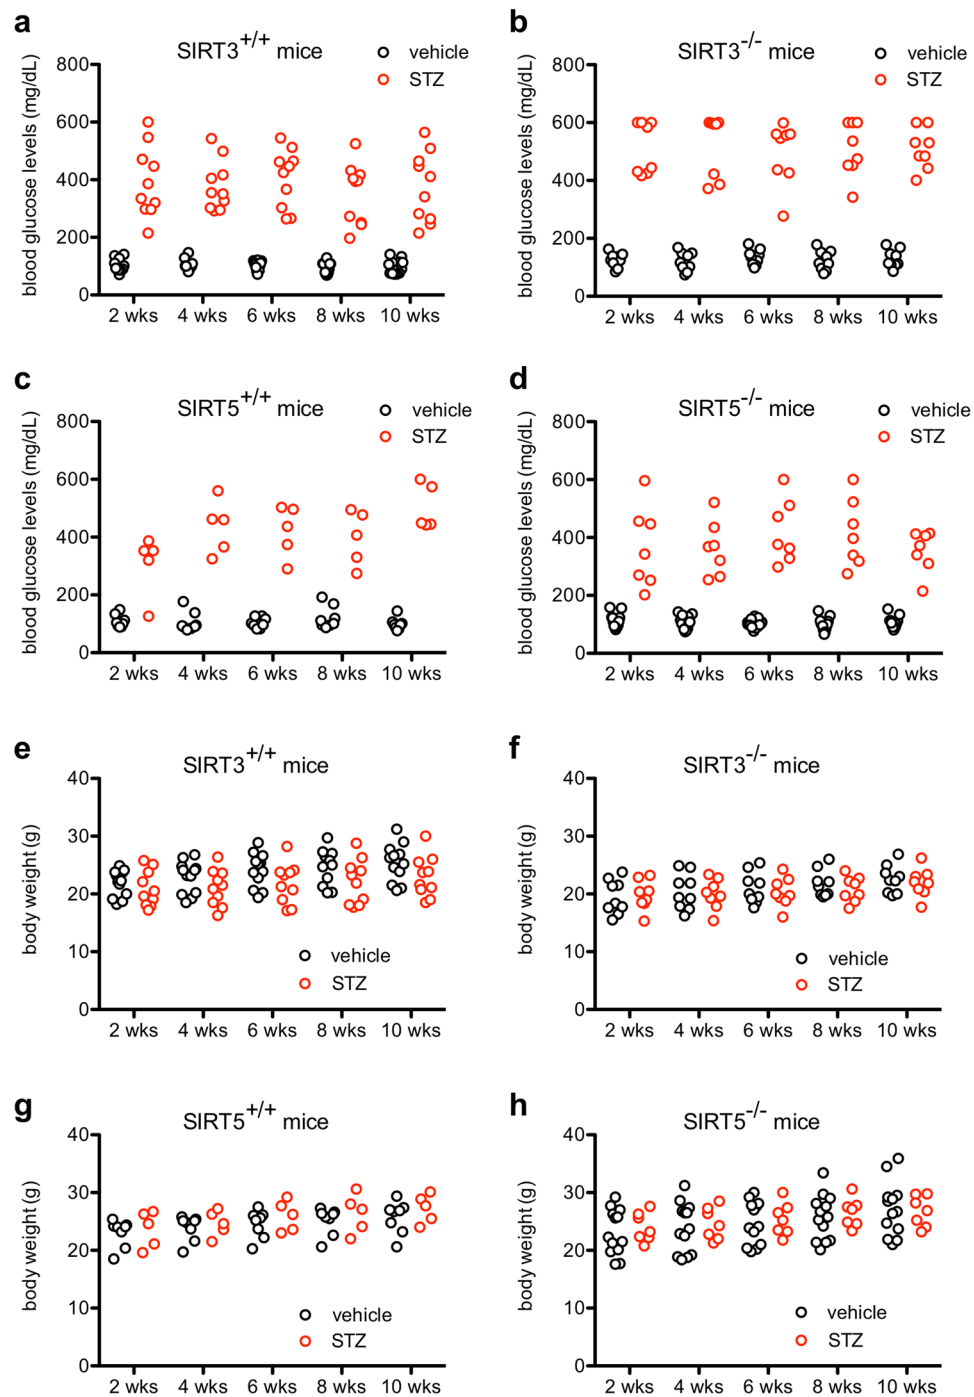 a
SIRT3+/+ mice
vehicle
STZ
blood glucose levels (mg/dL)
800
600
400
200
0
2 wks 4 wks 6 wks 8 wks 10 wks
b
SIRT3-/- mice
vehicle
STZ
blood glucose levels (mg/dL)
800
600
400
200
0
2 wks 4 wks 6 wks 8 wks 10 wks
c
SIRT5+/+ mice
vehicle
STZ
blood glucose levels (mg/dL)
800
600
400
200
0
2 wks 4 wks 6 wks 8 wks 10 wks
d
SIRT5-/- mice
vehicle
STZ
blood glucose levels (mg/dL)
800
600
400
200
0
2 wks 4 wks 6 wks 8 wks 10 wks
e
SIRT3+/+ mice
body weight (g)
40
30
20
10
0
vehicle
STZ
2 wks 4 wks 6 wks 8 wks 10 wks
f
SIRT3-/- mice
body weight (g)
40
30
20
10
0
vehicle
STZ
2 wks 4 wks 6 wks 8 wks 10 wks
g
SIRT5+/+ mice
body weight (g)
40
30
20
10
0
vehicle
STZ
2 wks 4 wks 6 wks 8 wks 10 wks
h
SIRT5-/- mice
body weight (g)
40
30
20
10
0
vehicle
STZ
2 wks 4 wks 6 wks 8 wks 10 wks